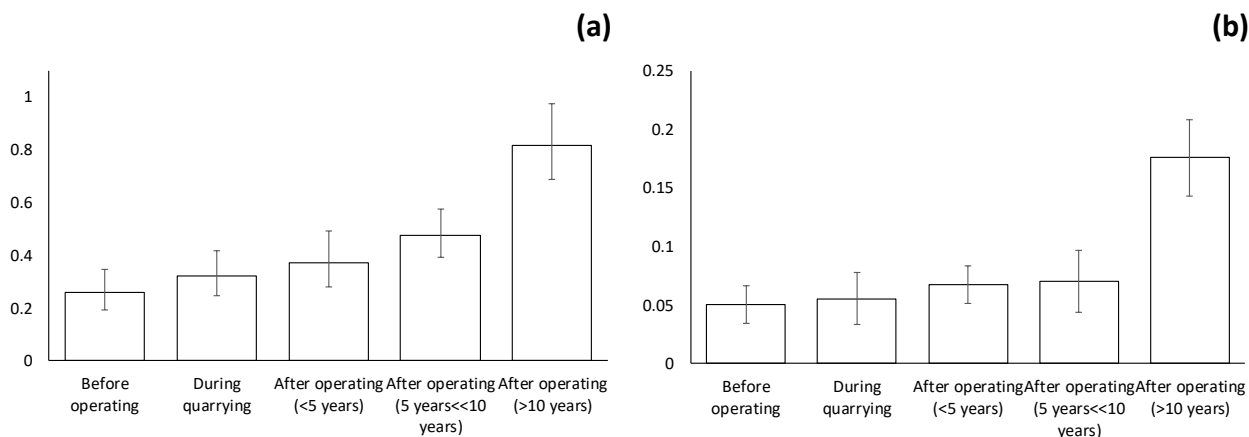 (a)
1
0.8
0.6
0.4
0.2
0
Before
operating
During
quarrying
After operating
(<5 years)
After operating
(5 years<<10
years)
After operating
(>10 years)
(b)
0.25
0.2
0.15
0.1
0.05
0
Before
operating
During
quarrying
After operating
(<5 years)
After operating
(5 years<<10
years)
After operating
(>10 years)